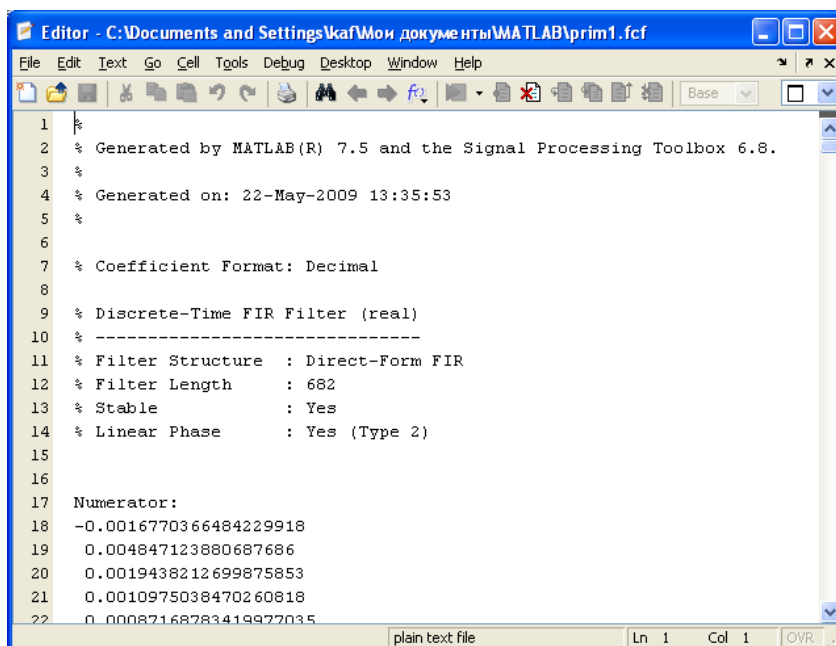 Editor - C:\Documents and Settings\kaf\Мои документы\MATLAB\prim1.fcf
File Edit Text Go Cell Tools Debug Desktop Window Help
Base
1 %
2 % Generated by MATLAB(R) 7.5 and the Signal Processing Toolbox 6.8.
3 %
4 % Generated on: 22-May-2009 13:35:53
5 %
6
7 % Coefficient Format: Decimal
8
9 % Discrete-Time FIR Filter (real)
10 % -------------------------------
11 % Filter Structure  : Direct-Form FIR
12 % Filter Length     : 682
13 % Stable            : Yes
14 % Linear Phase      : Yes (Type 2)
15
16
17 Numerator:
18 -0.0016770366484229918
19 0.004847123880687686
20 0.0019438212699875853
21 0.0010975038470260818
22 0.00087168783419977035
plain text file Ln 1 Col 1 OVR